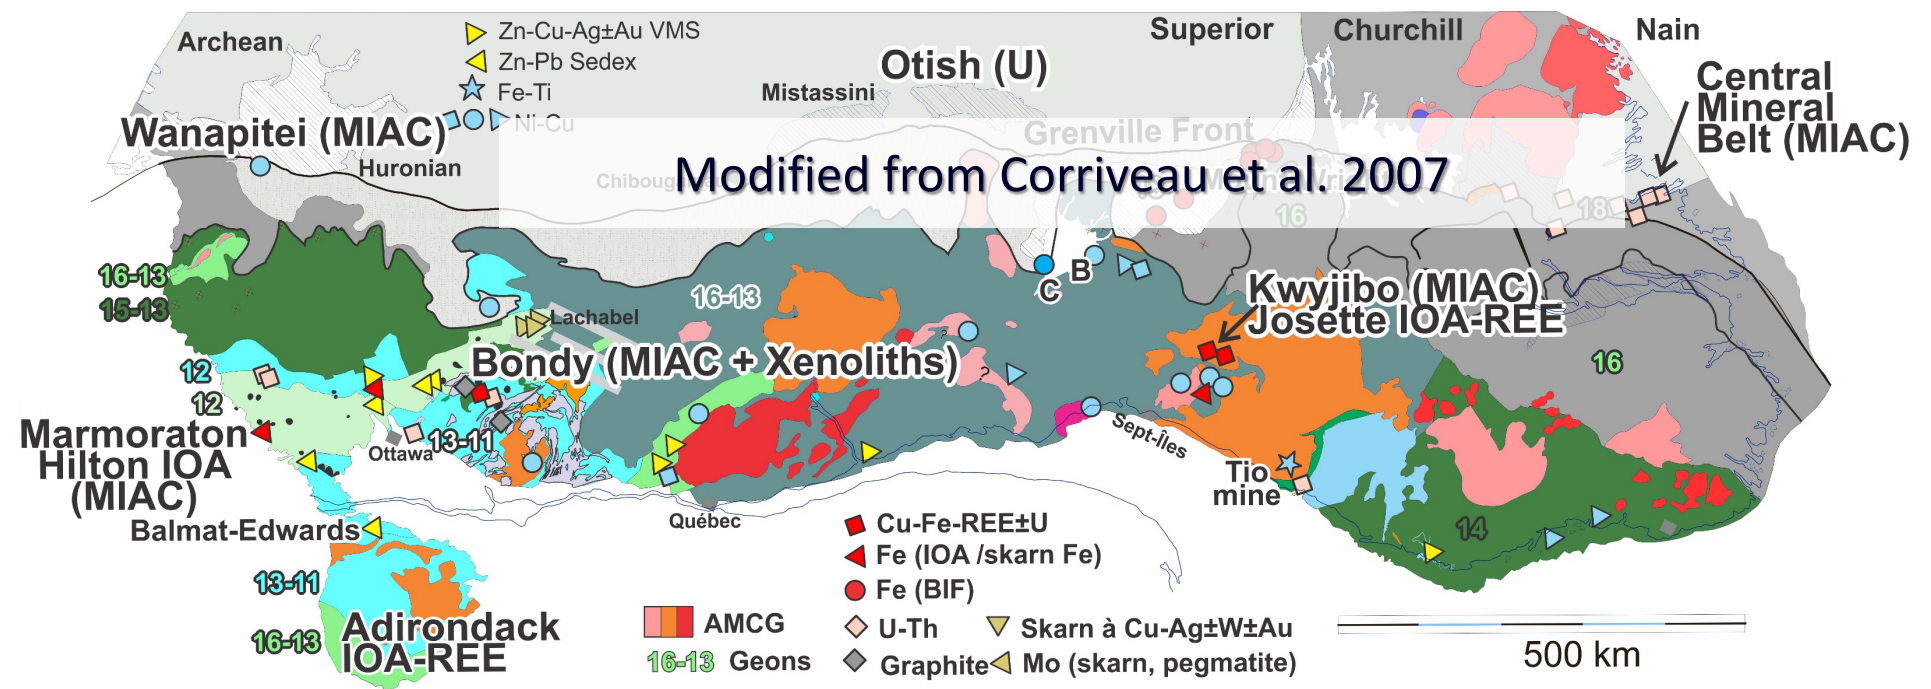 Archean
Zn-Cu-Ag±Au VMS
Zn-Pb Sedex
Fe-Ti
Ni-Cu
Superior
Churchill
Nain
Otish (U)
Mistassini
Central
Mineral
Belt (MIAC)
Wanapitei (MIAC)
Huronian
Grenville Front
Modified from Corriveau et al. 2007
16
18
16-13
15-13
16-13
B
C
Lachabel
Kwyjibo (MIAC)
Josette IOA-REE
Bondy (MIAC + Xenoliths)
?
?
16
12
12
Marmoraton
Hilton IOA
(MIAC)
Ottawa
13-11
Sept-Îles
Tio
mine
Québec
14
Balmat-Edwards
13-11
16-13
Adirondack
IOA-REE
Cu-Fe-REE±U
Fe (IOA /skarn Fe)
Fe (BIF)
AMCG
U-Th
Skarn à Cu-Ag±W±Au
16-13 Geons
Graphite
Mo (skarn, pegmatite)
500 km